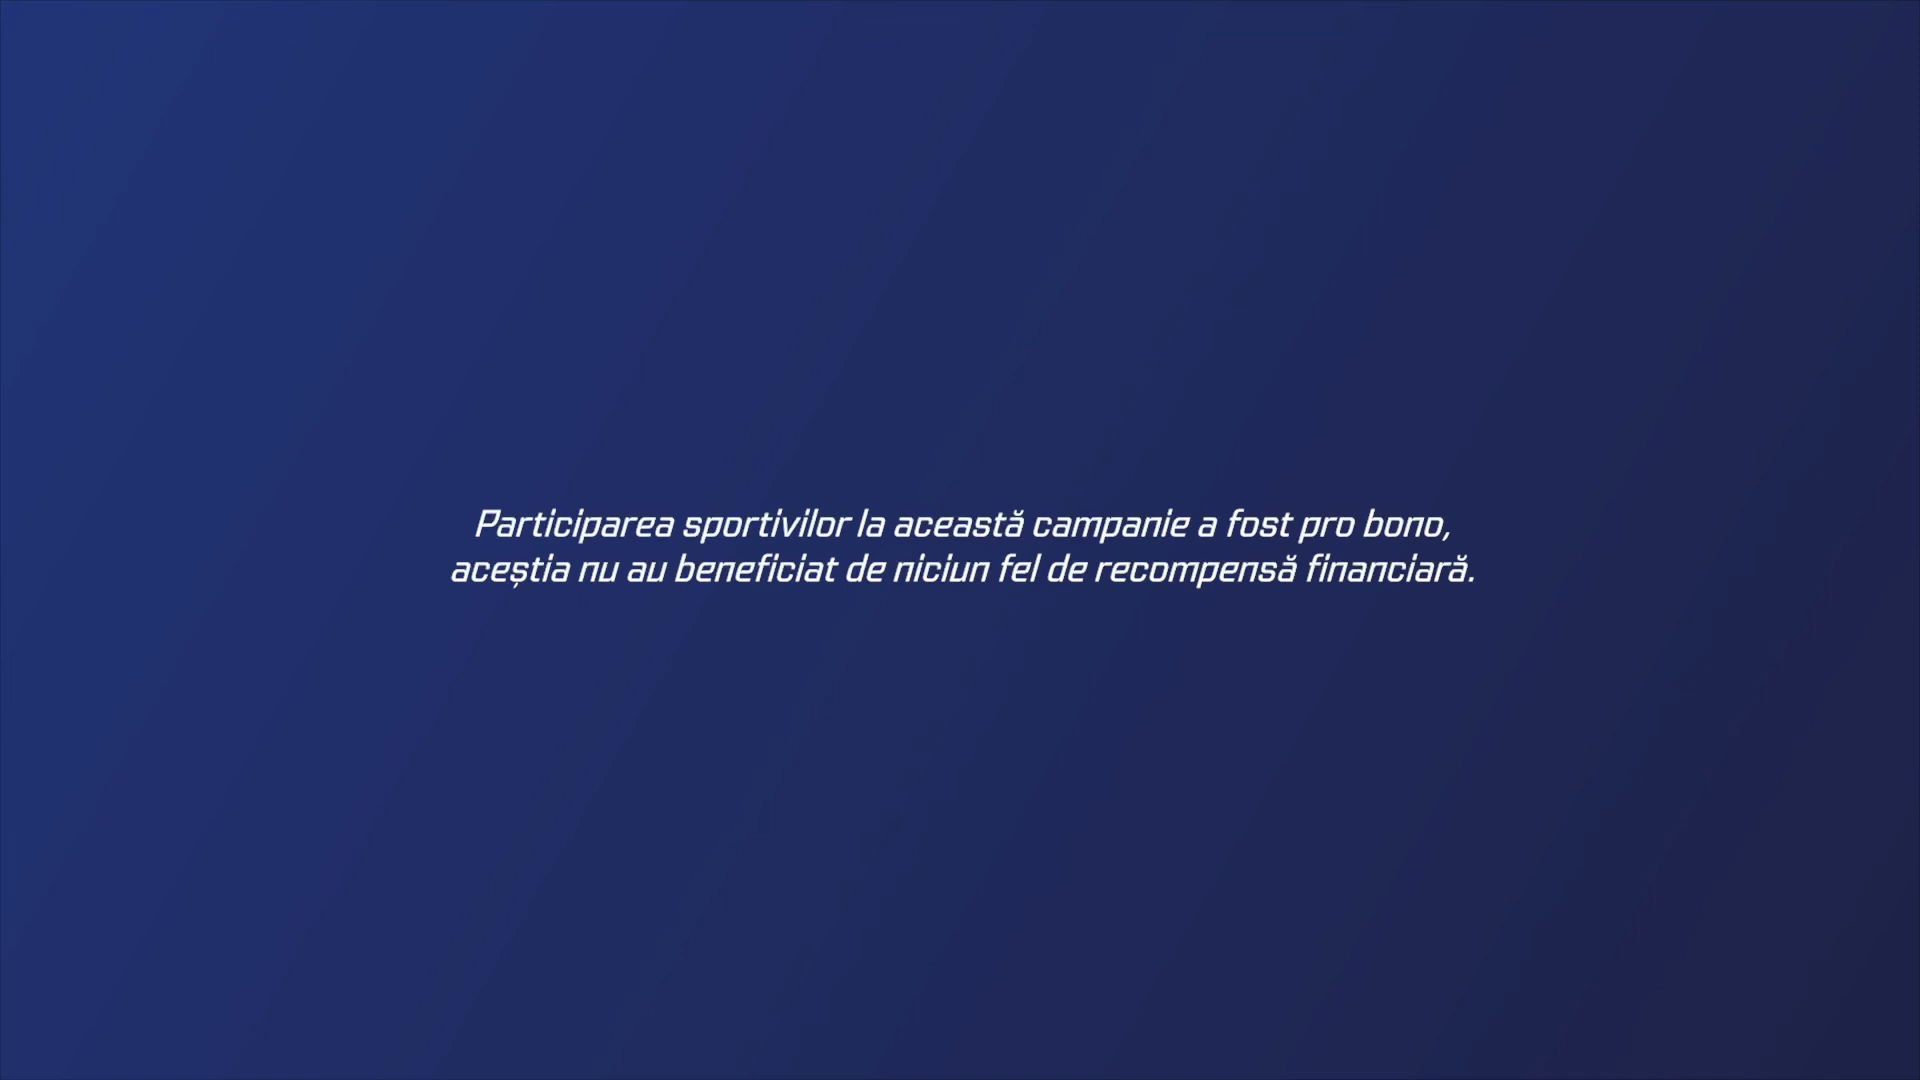 Participarea sportivilor la această campanie a fost pro bono,
aceștia nu au beneficiat de niciun fel de recompensă financiară.